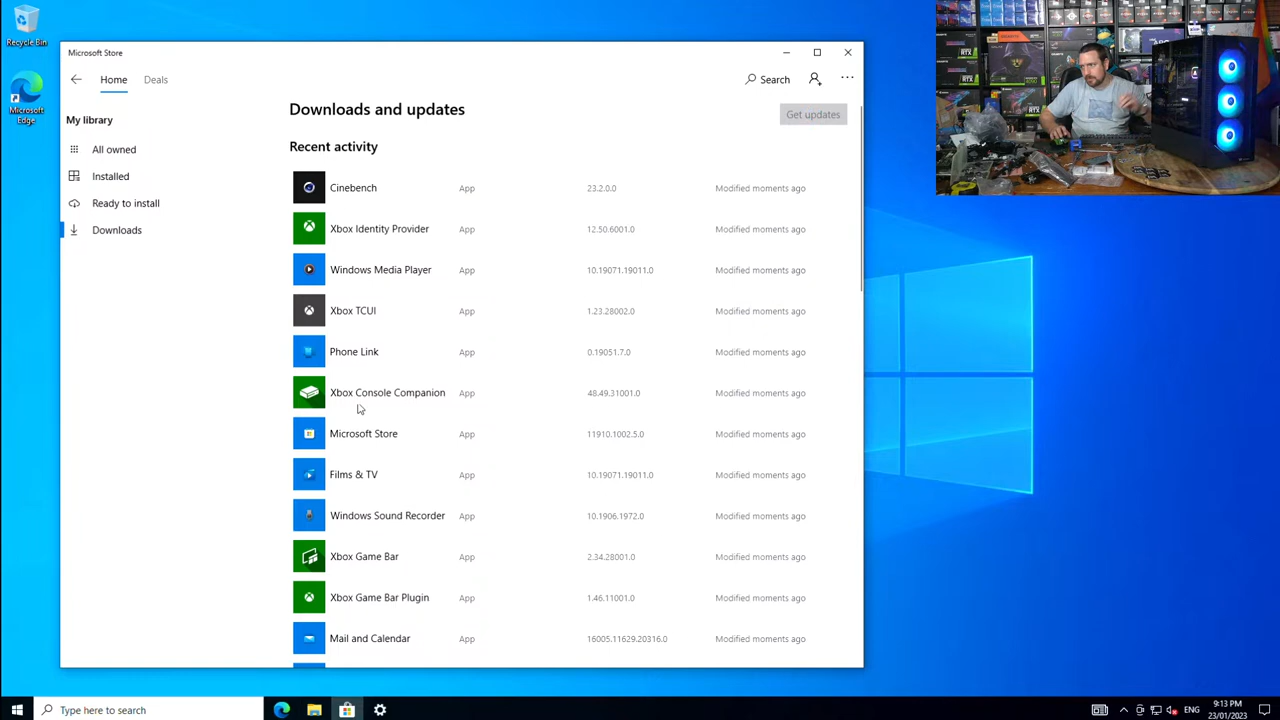 Recycle Bin
Microsoft
Edge
Microsoft Store
Home
Deals
Search
My library
All owned
Installed
Ready to install
Downloads
Downloads and updates
Get updates
Recent activity
Cinebench App 23.2.0.0 Modified moments ago
Xbox Identity Provider App 12.50.6001.0 Modified moments ago
Windows Media Player App 10.19071.19011.0 Modified moments ago
Xbox TCUI App 1.23.28002.0 Modified moments ago
Phone Link App 0.19051.7.0 Modified moments ago
Xbox Console Companion App 48.49.31001.0 Modified moments ago
Microsoft Store App 11910.1002.5.0 Modified moments ago
Films & TV App 10.19071.19011.0 Modified moments ago
Windows Sound Recorder App 10.1906.1972.0 Modified moments ago
Xbox Game Bar App 2.34.28001.0 Modified moments ago
Xbox Game Bar Plugin App 1.46.11001.0 Modified moments ago
Mail and Calendar App 16005.11629.20316.0 Modified moments ago
Type here to search
ENG
9:13 PM
23/01/2023